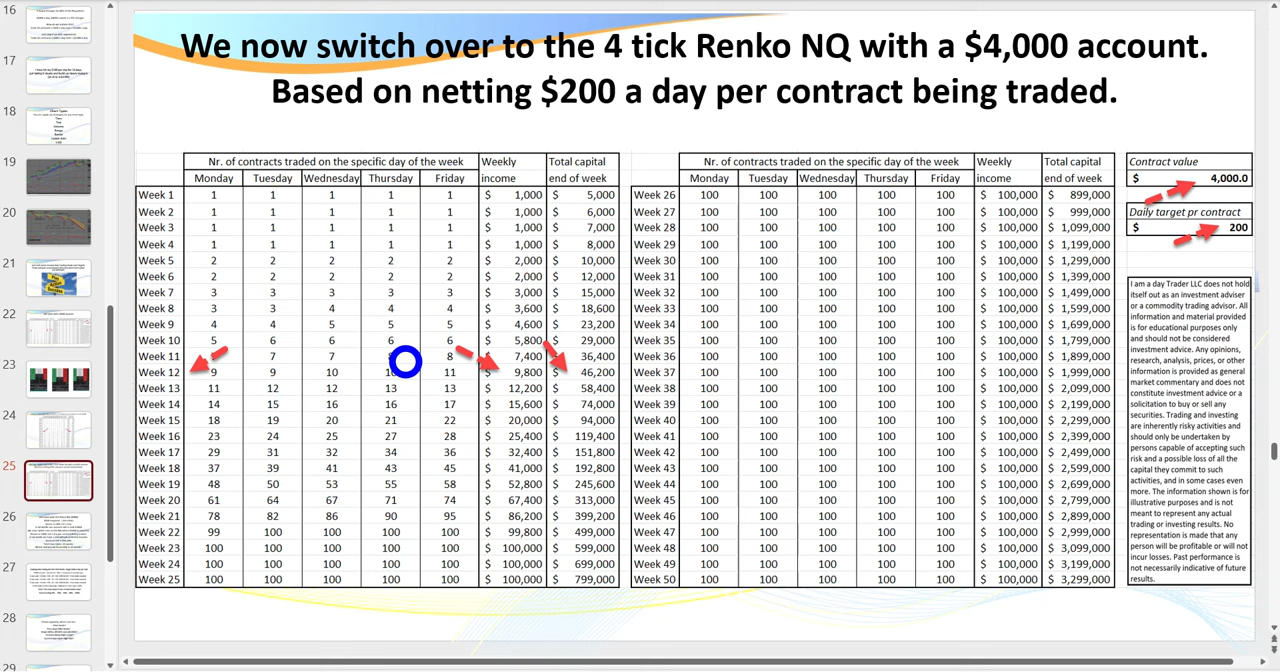 We now switch over to the 4 tick Renko NQ with a $4,000 account.
Based on netting $200 a day per contract being traded.
Nr. of contracts traded on the specific day of the week Weekly Total capital
Monday Tuesday Wednesday Thursday Friday income end of week
Week 1 1 1 1 1 1 $ 1,000 $ 5,000
Week 2 1 1 1 1 1 $ 1,000 $ 6,000
Week 3 1 1 1 1 1 $ 1,000 $ 7,000
Week 4 1 1 1 1 1 $ 1,000 $ 8,000
Week 5 2 2 2 2 2 $ 2,000 $ 10,000
Week 6 2 2 2 2 2 $ 2,000 $ 12,000
Week 7 3 3 3 3 3 $ 3,000 $ 15,000
Week 8 3 3 4 4 4 $ 3,600 $ 18,600
Week 9 4 4 5 5 5 $ 4,600 $ 23,200
Week 10 5 6 6 6 6 $ 5,800 $ 29,000
Week 11 7 7 8 $ 7,400 $ 36,400
Week 12 9 9 10 11 $ 9,800 $ 46,200
Week 13 11 12 12 13 13 $ 12,200 $ 58,400
Week 14 14 15 16 16 17 $ 15,600 $ 74,000
Week 15 18 19 20 21 22 $ 20,000 $ 94,000
Week 16 23 24 25 27 28 $ 25,400 $ 119,400
Week 17 29 31 32 34 36 $ 32,400 $ 151,800
Week 18 38 39 41 43 45 $ 41,000 $ 192,800
Week 19 48 50 53 55 58 $ 52,800 $ 245,600
Week 20 61 64 67 71 74 $ 67,400 $ 313,000
Week 21 78 82 86 90 95 $ 86,200 $ 399,200
Week 22 99 100 100 100 100 $ 99,800 $ 499,000
Week 23 100 100 100 100 100 $ 100,000 $ 599,000
Week 24 100 100 100 100 100 $ 100,000 $ 699,000
Week 25 100 100 100 100 $ 100,000 $ 799,000
Nr. of contracts traded on the specific day of the week Weekly Total capital
Monday Tuesday Wednesday Thursday Friday income end of week
Week 26 100 100 100 100 100 $ 100,000 $ 899,000
Week 27 100 100 100 100 100 $ 100,000 $ 999,000
Week 28 100 100 100 100 100 $ 100,000 $ 1,099,000
Week 29 100 100 100 100 100 $ 100,000 $ 1,199,000
Week 30 100 100 100 100 100 $ 100,000 $ 1,299,000
Week 31 100 100 100 100 100 $ 100,000 $ 1,399,000
Week 32 100 100 100 100 100 $ 100,000 $ 1,499,000
Week 33 100 100 100 100 100 $ 100,000 $ 1,599,000
Week 34 100 100 100 100 100 $ 100,000 $ 1,699,000
Week 35 100 100 100 100 100 $ 100,000 $ 1,799,000
Week 36 100 100 100 100 100 $ 100,000 $ 1,899,000
Week 37 100 100 100 100 100 $ 100,000 $ 1,999,000
Week 38 100 100 100 100 100 $ 100,000 $ 2,099,000
Week 39 100 100 100 100 100 $ 100,000 $ 2,199,000
Week 40 100 100 100 100 100 $ 100,000 $ 2,299,000
Week 41 100 100 100 100 100 $ 100,000 $ 2,399,000
Week 42 100 100 100 100 100 $ 100,000 $ 2,499,000
Week 43 100 100 100 100 100 $ 100,000 $ 2,599,000
Week 44 100 100 100 100 100 $ 100,000 $ 2,699,000
Week 45 100 100 100 100 100 $ 100,000 $ 2,799,000
Week 46 100 100 100 100 100 $ 100,000 $ 2,899,000
Week 47 100 100 100 100 100 $ 100,000 $ 2,999,000
Week 48 100 100 100 100 100 $ 100,000 $ 3,099,000
Week 49 100 100 100 100 100 $ 100,000 $ 3,199,000
Week 50 100 100 100 100 100 $ 100,000 $ 3,299,000
Contract value
$ 4,000.0
Daily target pr contract
$ 200
I am a day Trader LLC does not hold
itself out as an investment adviser
or a commodity trading advisor. All
information and material provided
is for educational purposes only
and should not be considered
investment advice. Any opinions,
research, analysis, prices, or other
information is provided as general
market commentary and does not
constitute investment advice or a
solicitation to buy or sell any
securities. Trading and investing
are inherently risky activities and
should only be undertaken by
persons capable of accepting such
risk and a possible loss of all the
capital they commit to such
activities, and in some cases even
more. The information shown is for
illustrative purposes and is not
meant to represent any actual
trading or investing results. No
representation is made that any
person will be profitable or will not
incur losses. Past performance is
not necessarily indicative of future
results.
16
17
18
19
20
21
22
23
24
25
26
27
28
29